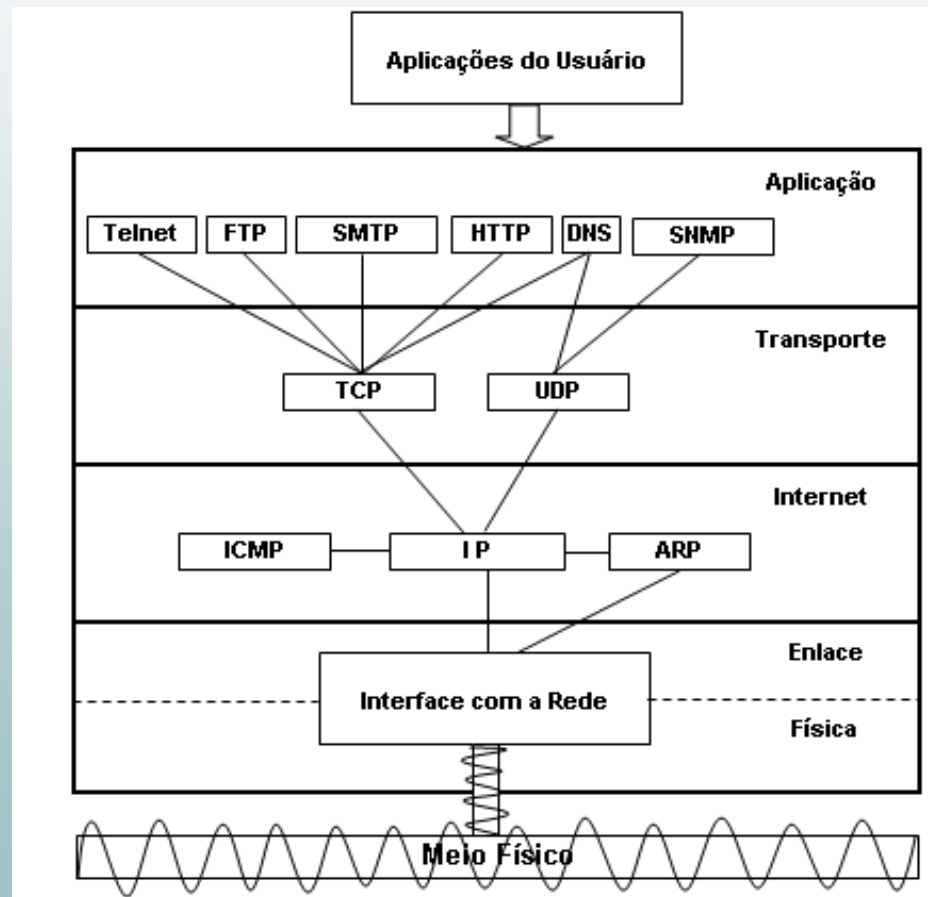 Aplicações do Usuário
Aplicação
Telnet FTP SMTP HTTP DNS SNMP
Transporte
TCP UDP
Internet
ICMP IP ARP
Enlace
Interface com a Rede
Física
Meio Físico